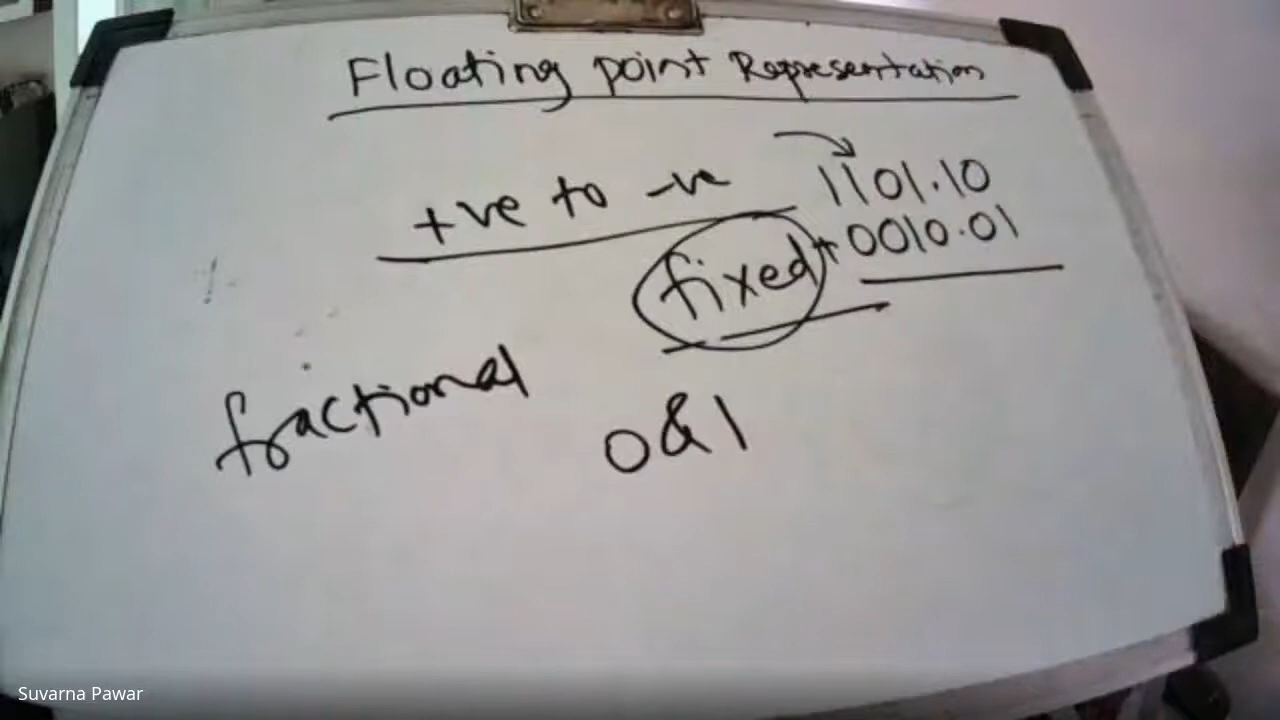 Floating point Representation
+ve to -ve
1101.10
+0010.01
fixed
fractional
0&1
Suvarna Pawar